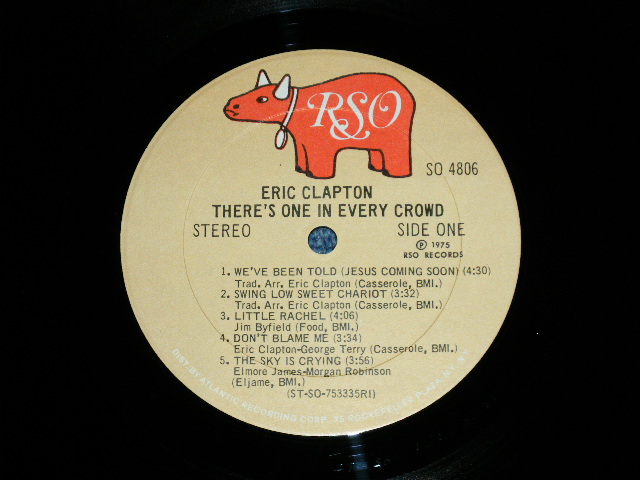 RSO
SO 4806
ERIC CLAPTON
THERE'S ONE IN EVERY CROWD
STEREO
SIDE ONE
℗ 1975
RSO RECORDS
1. WE'VE BEEN TOLD (JESUS COMING SOON) (4:30)
Trad. Arr. Eric Clapton (Casserole, BMI.)
2. SWING LOW SWEET CHARIOT (3:32)
Trad. Arr. Eric Clapton (Casserole, BMI.)
3. LITTLE RACHEL (4:06)
Jim Byfield (Food, BMI.)
4. DON'T BLAME ME (3:34)
Eric Clapton-George Terry (Casserole, BMI.)
5. THE SKY IS CRYING (3:56)
Elmore James-Morgan Robinson
(Eljame, BMI.)
(ST-SO-753335RI)
DIST. BY ATLANTIC RECORDING CORP. 75 ROCKEFELLER PLAZA, N.Y.